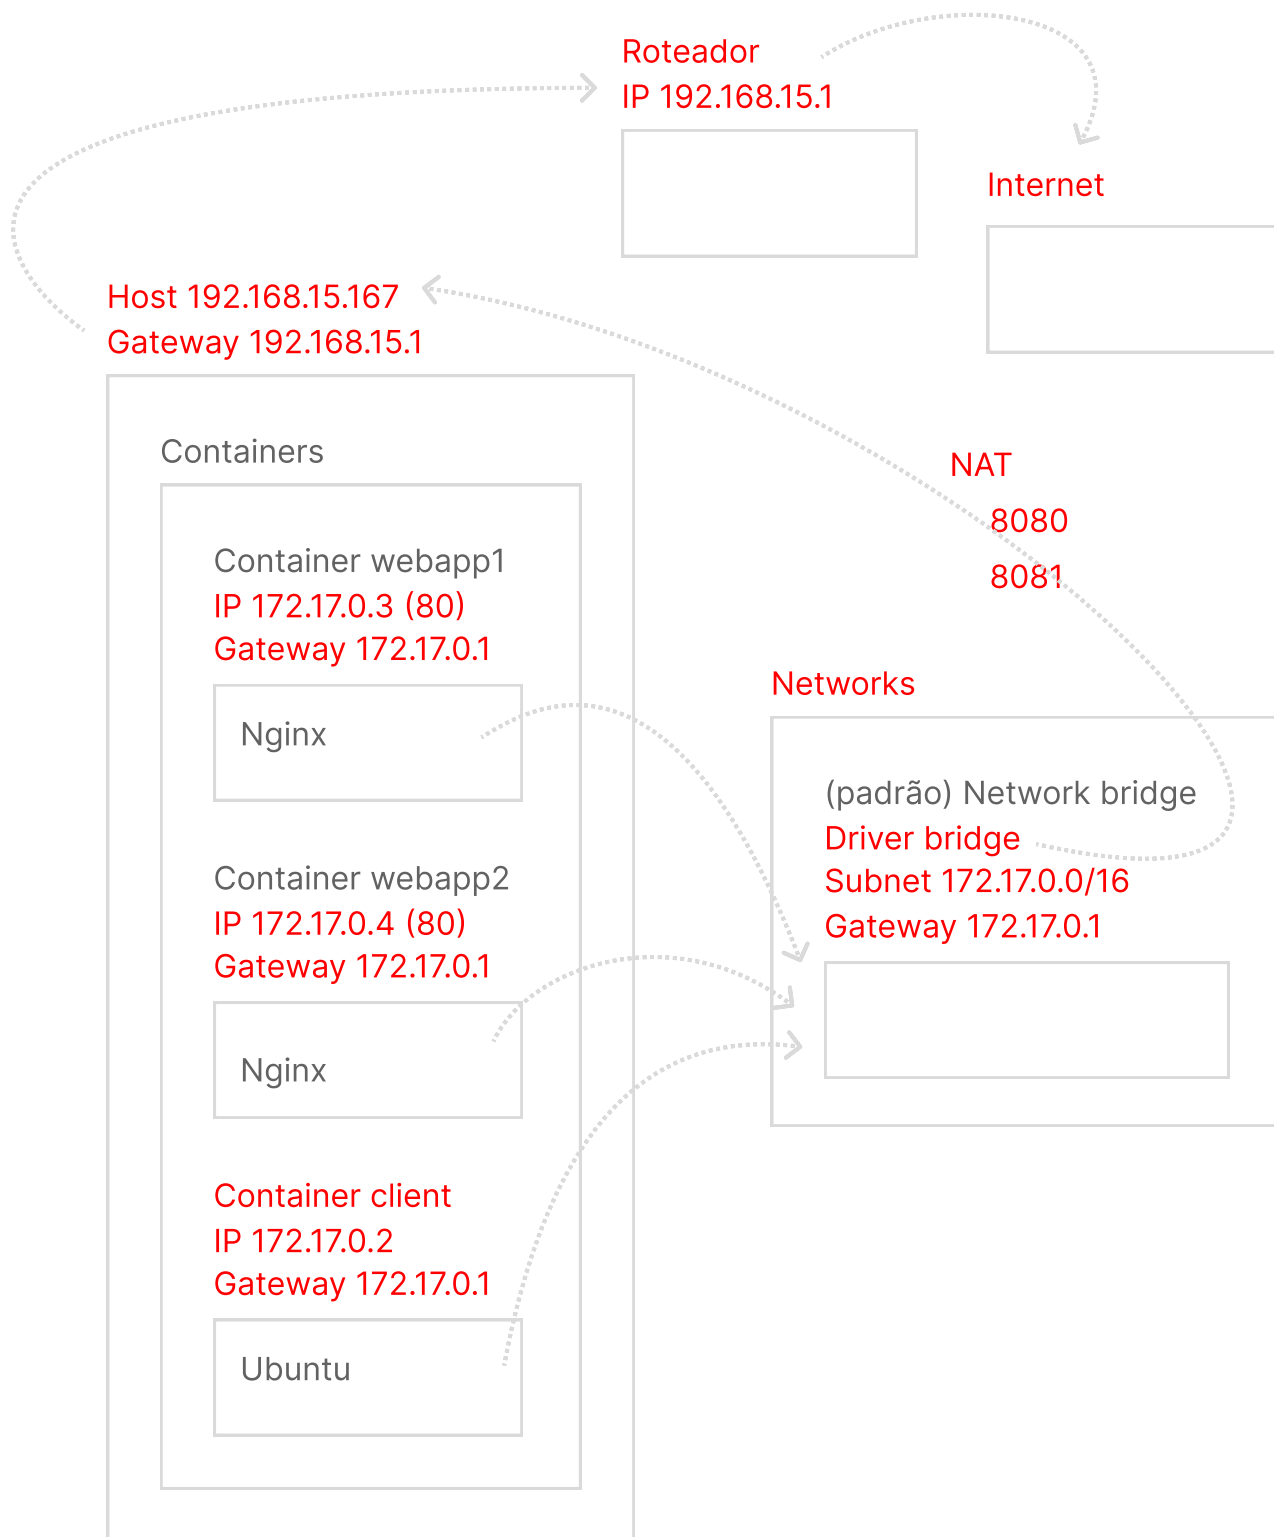 Roteador
IP 192.168.15.1
Internet
Host 192.168.15.167
Gateway 192.168.15.1
Containers
NAT
8080
8081
Container webapp1
IP 172.17.0.3 (80)
Gateway 172.17.0.1
Nginx
Networks
(padrão) Network bridge
Driver bridge
Subnet 172.17.0.0/16
Gateway 172.17.0.1
Container webapp2
IP 172.17.0.4 (80)
Gateway 172.17.0.1
Nginx
Container client
IP 172.17.0.2
Gateway 172.17.0.1
Ubuntu